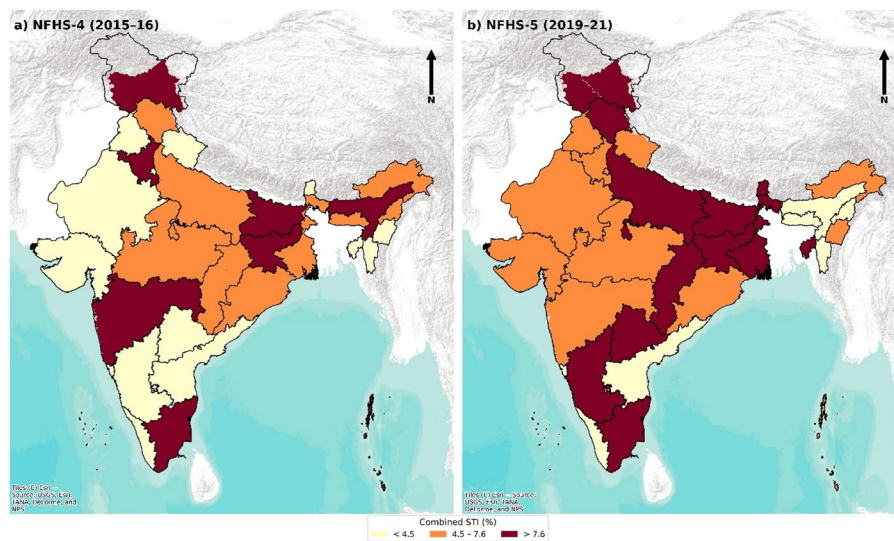 a) NFHS-4 (2015–16)
N
Tiles (C) Esri —
Source: USGS, Esri,
TANA, DeLorme, and
NPS
b) NFHS-5 (2019–21)
N
Tiles (C) Esri — Source:
USGS, Esri, TANA,
DeLorme, and NPS
Combined STI (%)
< 4.5 4.5 – 7.6 > 7.6